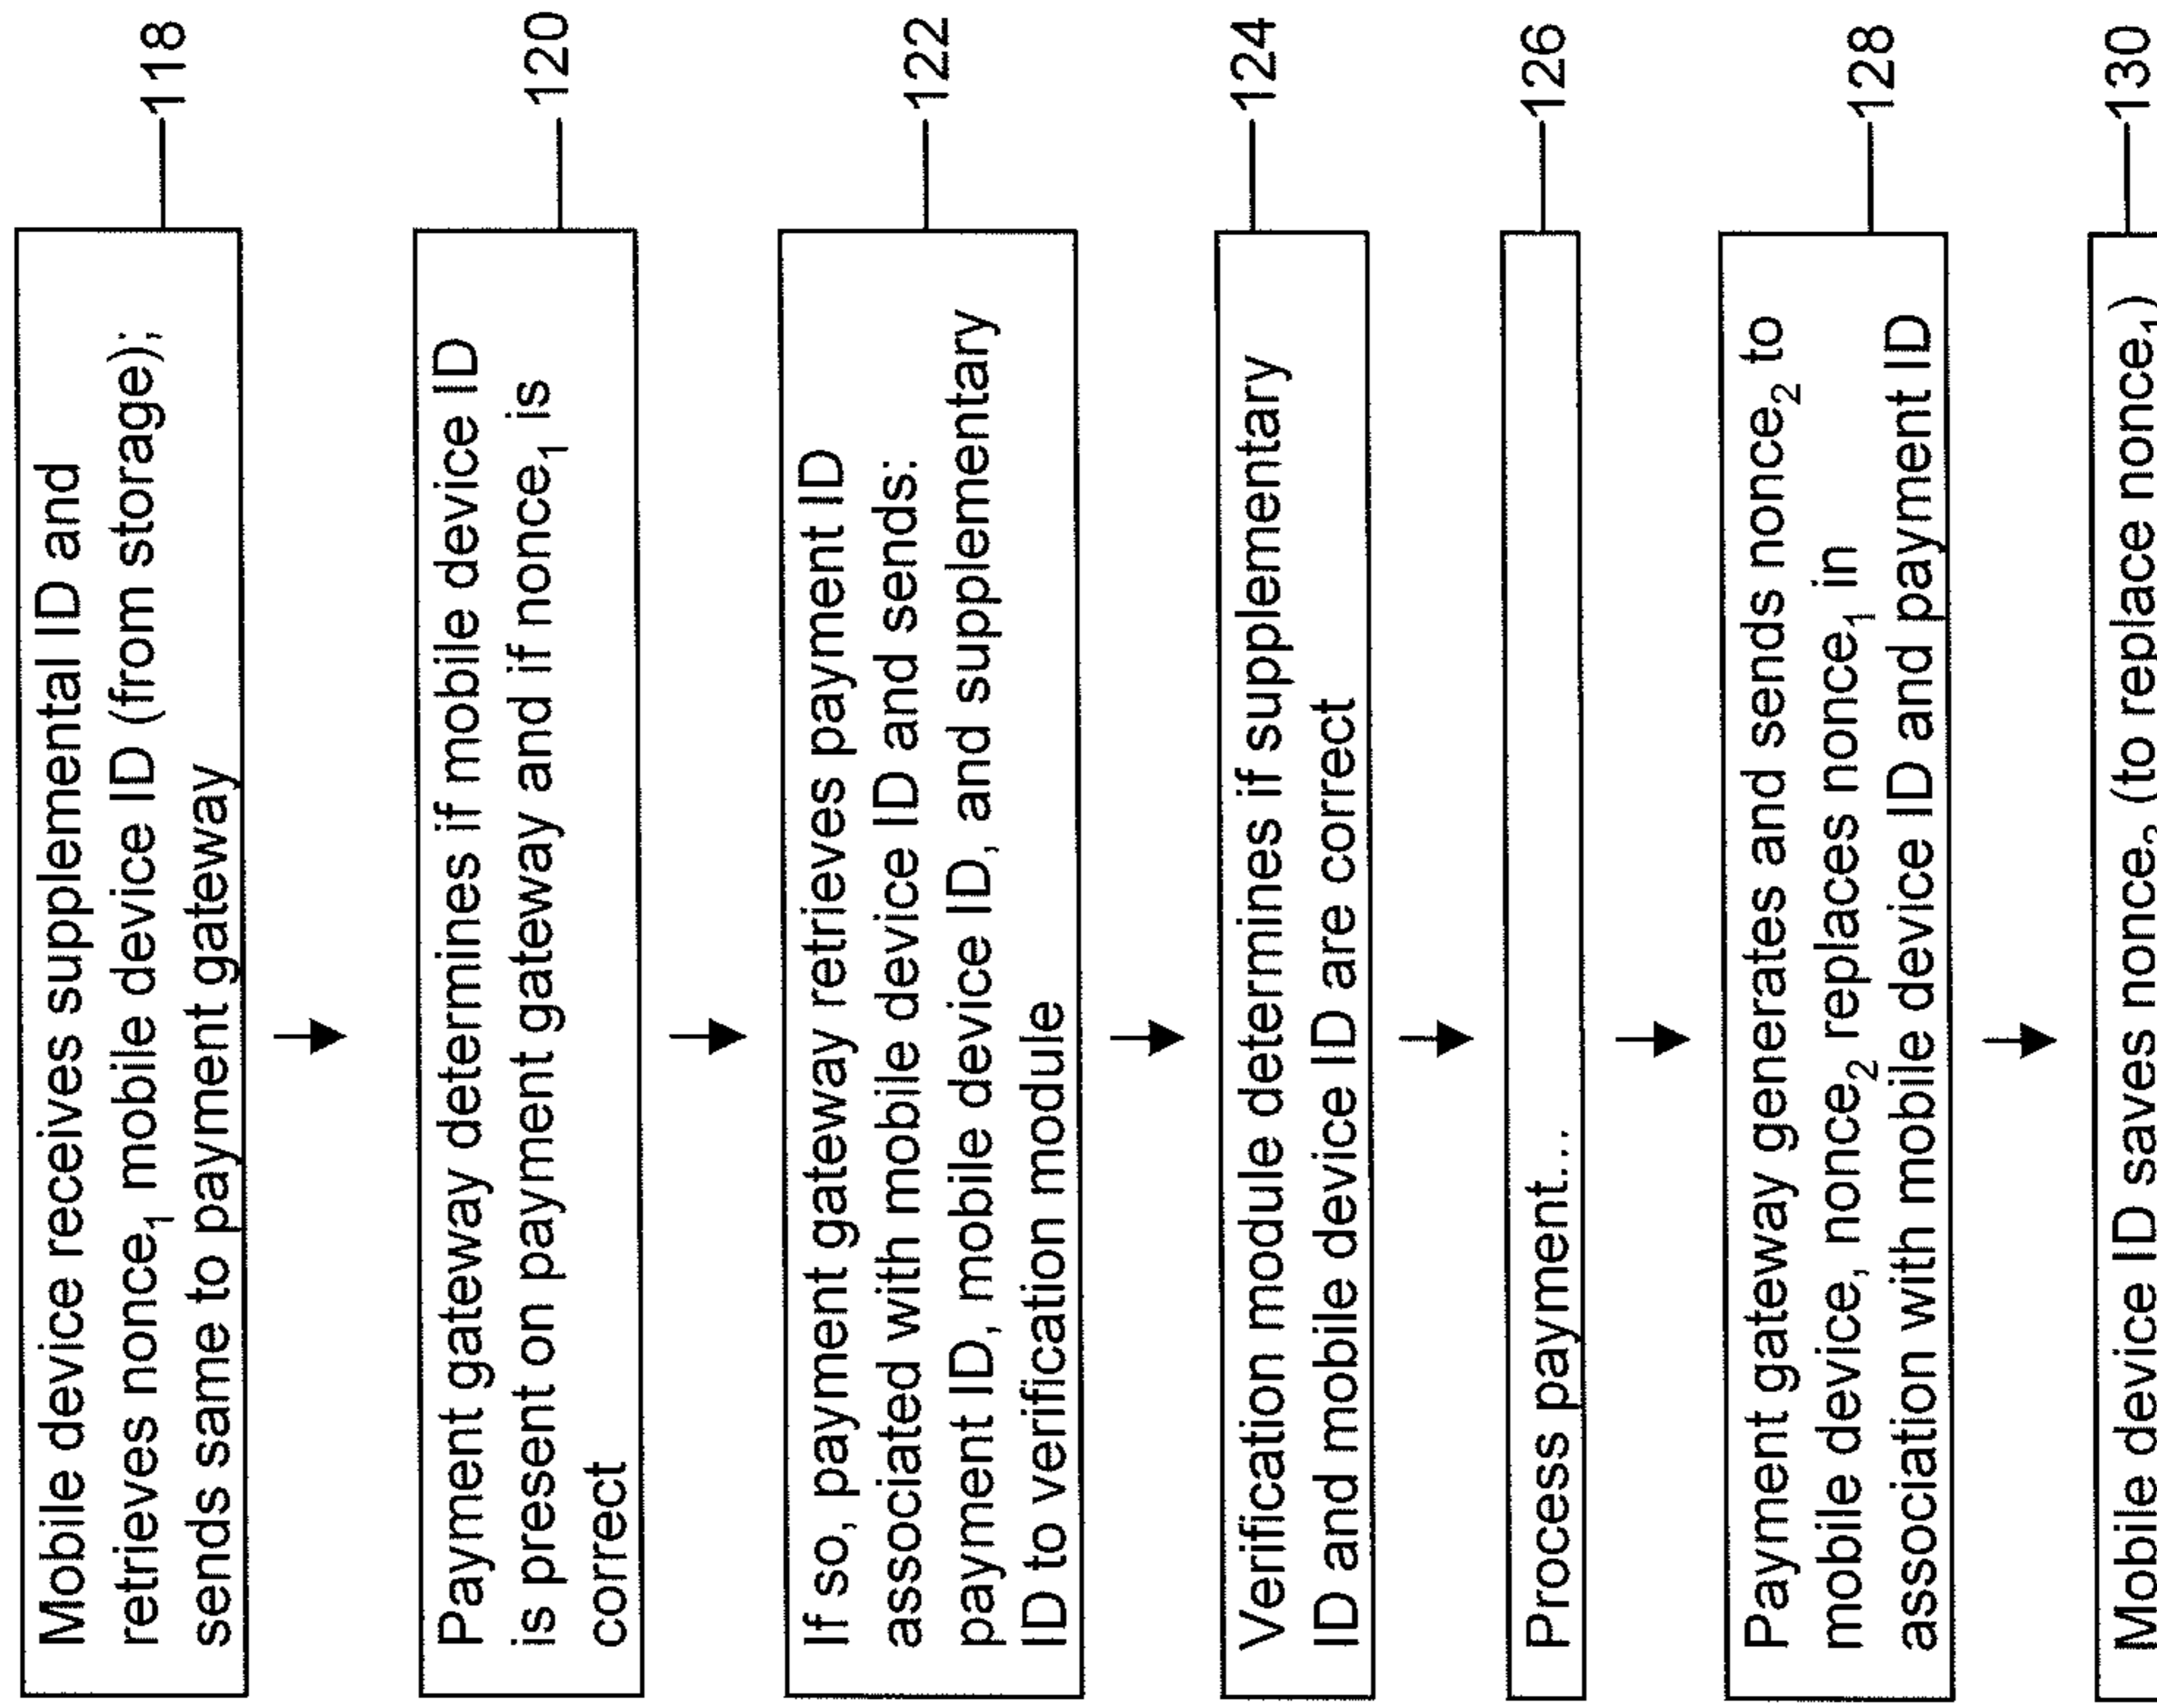 Mobile device receives supplemental ID and
retrieves nonce₁ mobile device ID (from storage);
sends same to payment gateway
118
Payment gateway determines if mobile device ID
is present on payment gateway and if nonce₁ is
correct
120
If so, payment gateway retrieves payment ID
associated with mobile device ID and sends:
payment ID, mobile device ID, and supplementary
ID to verification module
122
Verification module determines if supplementary
ID and mobile device ID are correct
124
Process payment...
126
Payment gateway generates and sends nonce₂ to
mobile device, nonce₂ replaces nonce₁ in
association with mobile device ID and payment ID
128
Mobile device ID saves nonce₂ (to replace nonce₁)
130